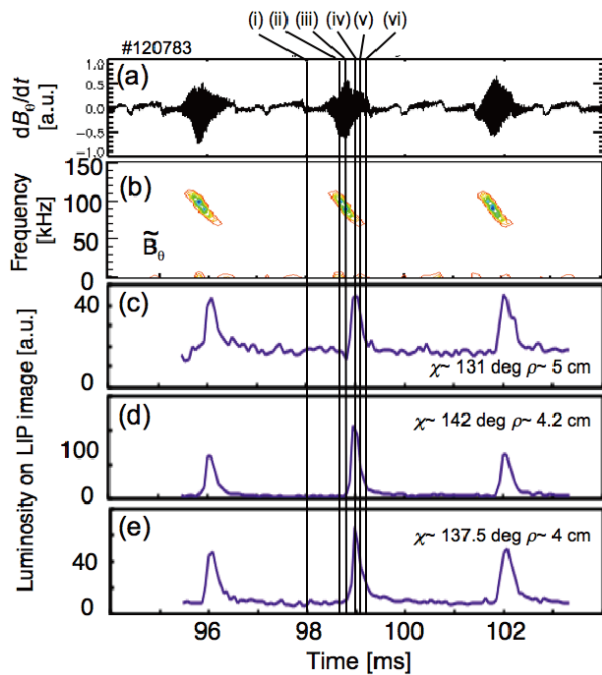 (i) (ii) (iii) (iv) (v) (vi)
#120783
(a)
dBθ/dt
[a.u.]
1.0
0.5
0.0
-0.5
-1.0
(b)
Frequency
[kHz]
150
100
50
0
B̃θ
Luminosity on LIP image [a.u.]
(c)
40
0
χ~ 131 deg ρ~ 5 cm
(d)
100
0
χ~ 142 deg ρ~ 4.2 cm
(e)
40
0
χ~ 137.5 deg ρ~ 4 cm
96 98 100 102
Time [ms]